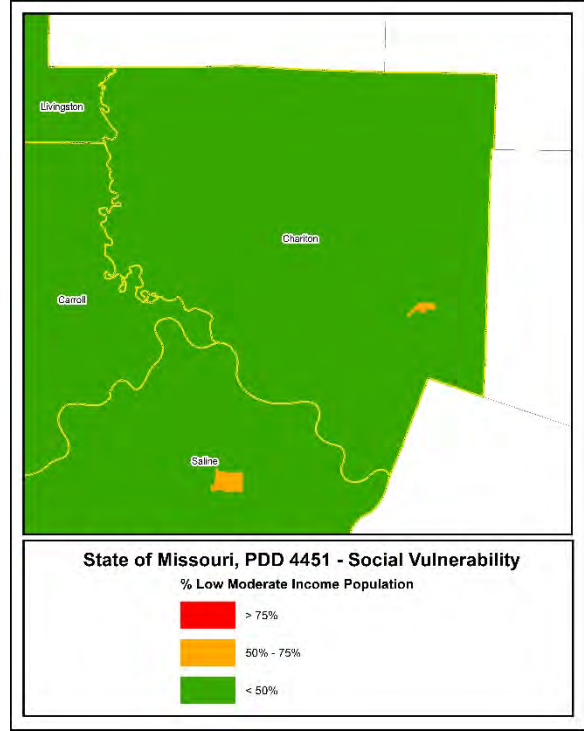 Livingston
Chariton
Carroll
Saline
State of Missouri, PDD 4451 - Social Vulnerability
% Low Moderate Income Population
> 75%
50% - 75%
< 50%